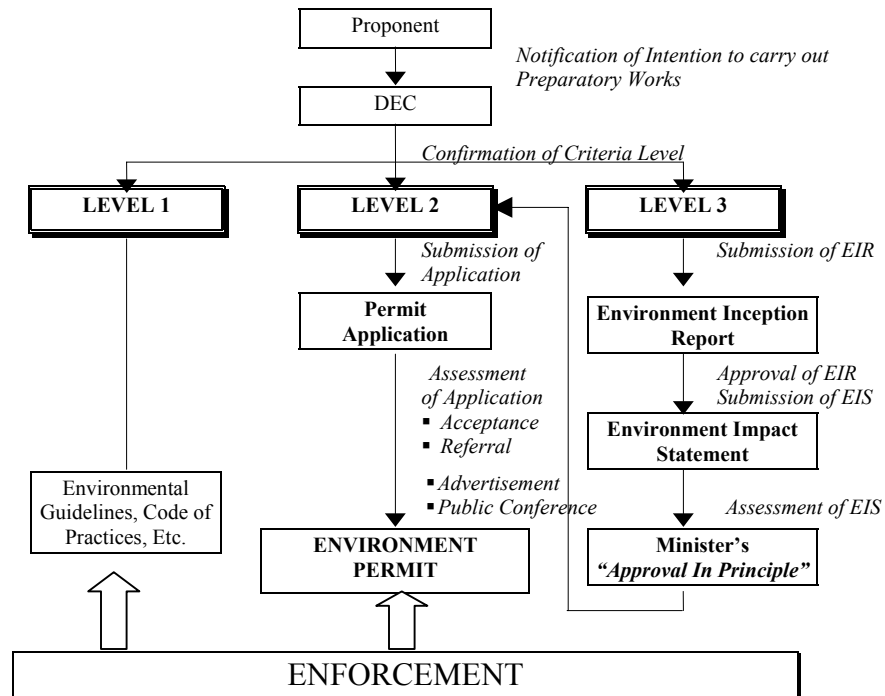 Proponent
Notification of Intention to carry out
Preparatory Works
DEC
Confirmation of Criteria Level
LEVEL 1
LEVEL 2
LEVEL 3
Submission of
Application
Submission of EIR
Permit
Application
Environment Inception
Report
Assessment
of Application
▪ Acceptance
▪ Referral
▪ Advertisement
▪ Public Conference
Approval of EIR
Submission of EIS
Environment Impact
Statement
Assessment of EIS
Environmental
Guidelines, Code of
Practices, Etc.
ENVIRONMENT
PERMIT
Minister's
“Approval In Principle”
ENFORCEMENT